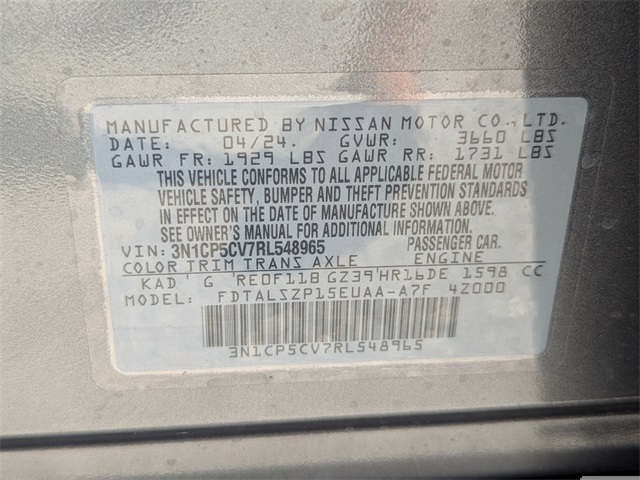 MANUFACTURED BY NISSAN MOTOR CO., LTD.
DATE: 04/24. GVWR: 3660 LBS
GAWR FR: 1929 LBS GAWR RR: 1731 LBS
THIS VEHICLE CONFORMS TO ALL APPLICABLE FEDERAL MOTOR
VEHICLE SAFETY, BUMPER AND THEFT PREVENTION STANDARDS
IN EFFECT ON THE DATE OF MANUFACTURE SHOWN ABOVE.
SEE OWNER'S MANUAL FOR ADDITIONAL INFORMATION.
VIN: 3N1CP5CV7RL548965 PASSENGER CAR.
COLOR TRIM TRANS AXLE ENGINE
KAD G RE0F11B GZ39 HR16DE 1598 CC
MODEL: FDTALSZP15EUAA-A7F 42000
3N1CP5CV7RL548965